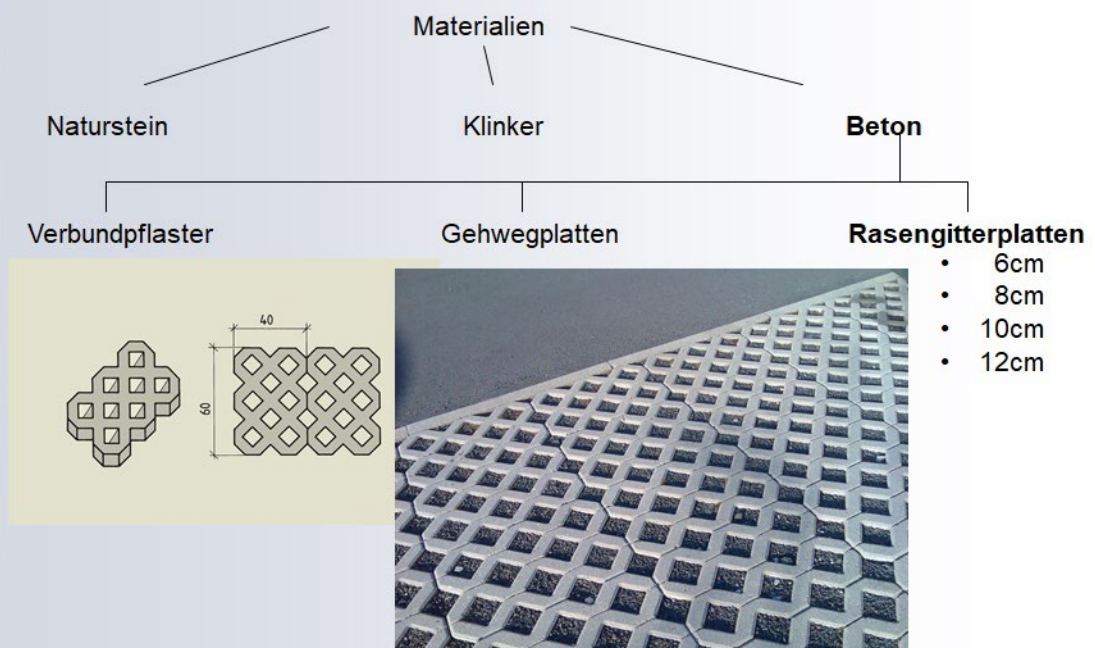 Materialien
Naturstein
Klinker
Beton
Verbundpflaster
Gehwegplatten
Rasengitterplatten
• 6cm
• 8cm
• 10cm
• 12cm
40
60